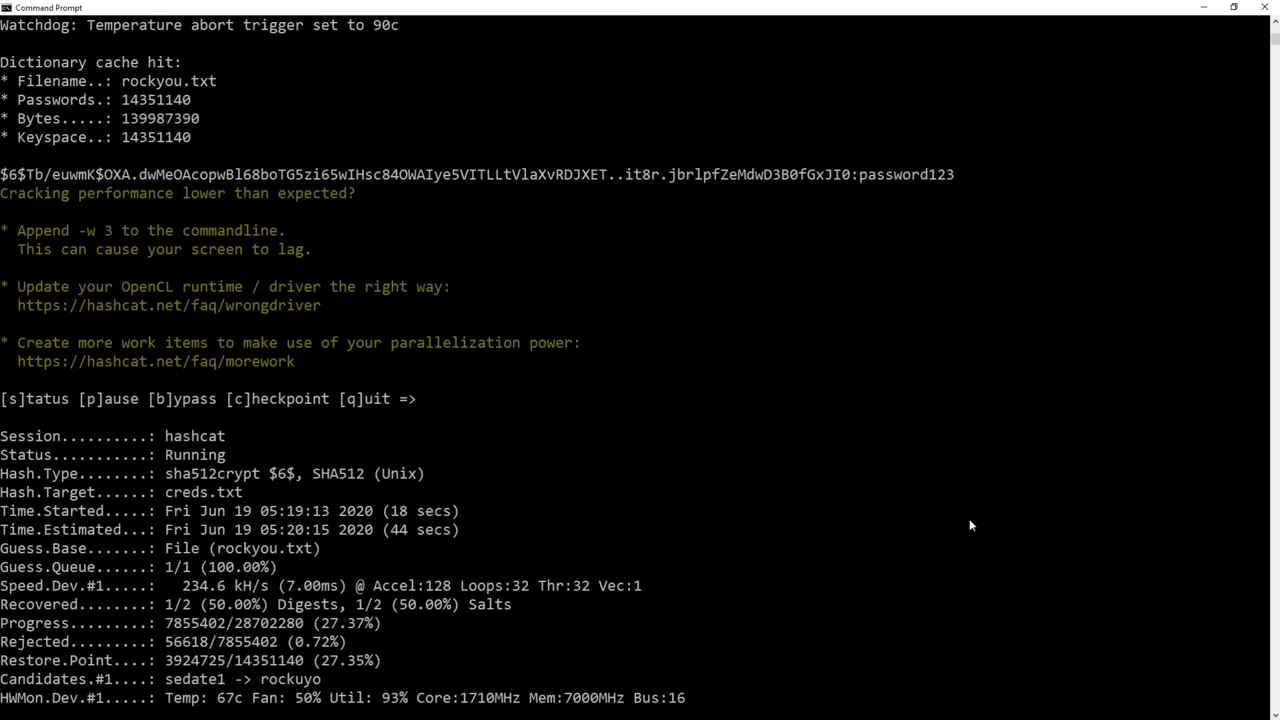 Command Prompt
Watchdog: Temperature abort trigger set to 90c
Dictionary cache hit:
* Filename..: rockyou.txt
* Passwords.: 14351140
* Bytes.....: 139987390
* Keyspace..: 14351140
$6$Tb/euwmK$OXA.dwMeOAcopwBl68boTG5zi65wIHsc84OWAIye5VITLLtVlaXvRDJXET..it8r.jbrlpfZeMdwD3B0fGxJI0:password123
Cracking performance lower than expected?
* Append -w 3 to the commandline.
This can cause your screen to lag.
* Update your OpenCL runtime / driver the right way:
https://hashcat.net/faq/wrongdriver
* Create more work items to make use of your parallelization power:
https://hashcat.net/faq/morework
[s]tatus [p]ause [b]ypass [c]heckpoint [q]uit =>
Session..........: hashcat
Status...........: Running
Hash.Type........: sha512crypt $6$, SHA512 (Unix)
Hash.Target......: creds.txt
Time.Started.....: Fri Jun 19 05:19:13 2020 (18 secs)
Time.Estimated...: Fri Jun 19 05:20:15 2020 (44 secs)
Guess.Base.......: File (rockyou.txt)
Guess.Queue......: 1/1 (100.00%)
Speed.Dev.#1.....:   234.6 kH/s (7.00ms) @ Accel:128 Loops:32 Thr:32 Vec:1
Recovered........: 1/2 (50.00%) Digests, 1/2 (50.00%) Salts
Progress.........: 7855402/28702280 (27.37%)
Rejected.........: 56618/7855402 (0.72%)
Restore.Point....: 3924725/14351140 (27.35%)
Candidates.#1....: sedate1 -> rockuyo
HWMon.Dev.#1.....: Temp: 67c Fan: 50% Util: 93% Core:1710MHz Mem:7000MHz Bus:16